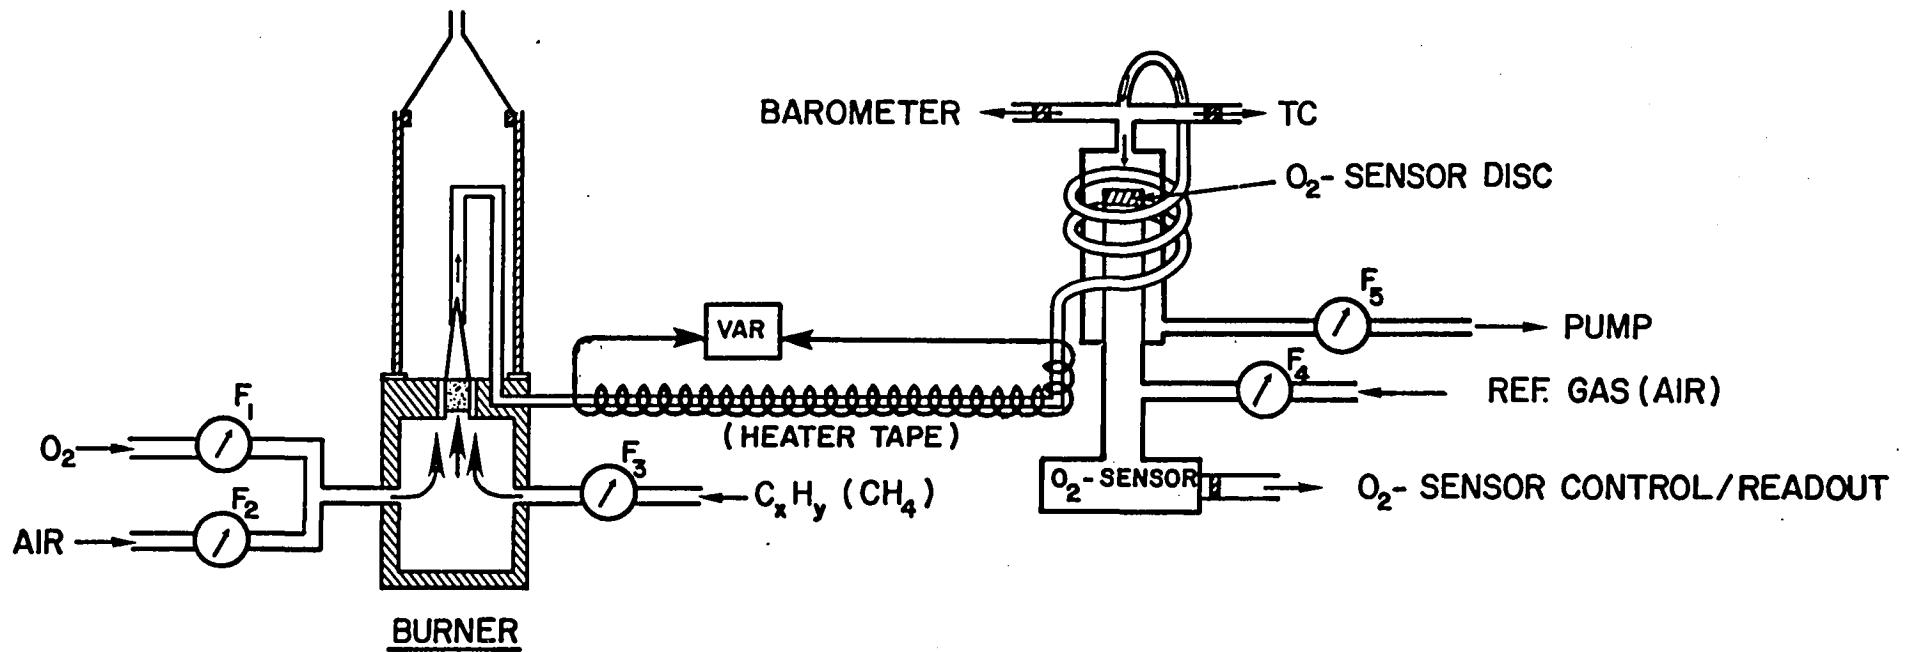 BAROMETER
TC
O₂- SENSOR DISC
VAR
F₅
PUMP
F₄
REF. GAS (AIR)
F₁
(HEATER TAPE)
O₂
F₃
O₂- SENSOR
O₂- SENSOR CONTROL/READOUT
CₓHᵧ (CH₄)
F₂
AIR
BURNER